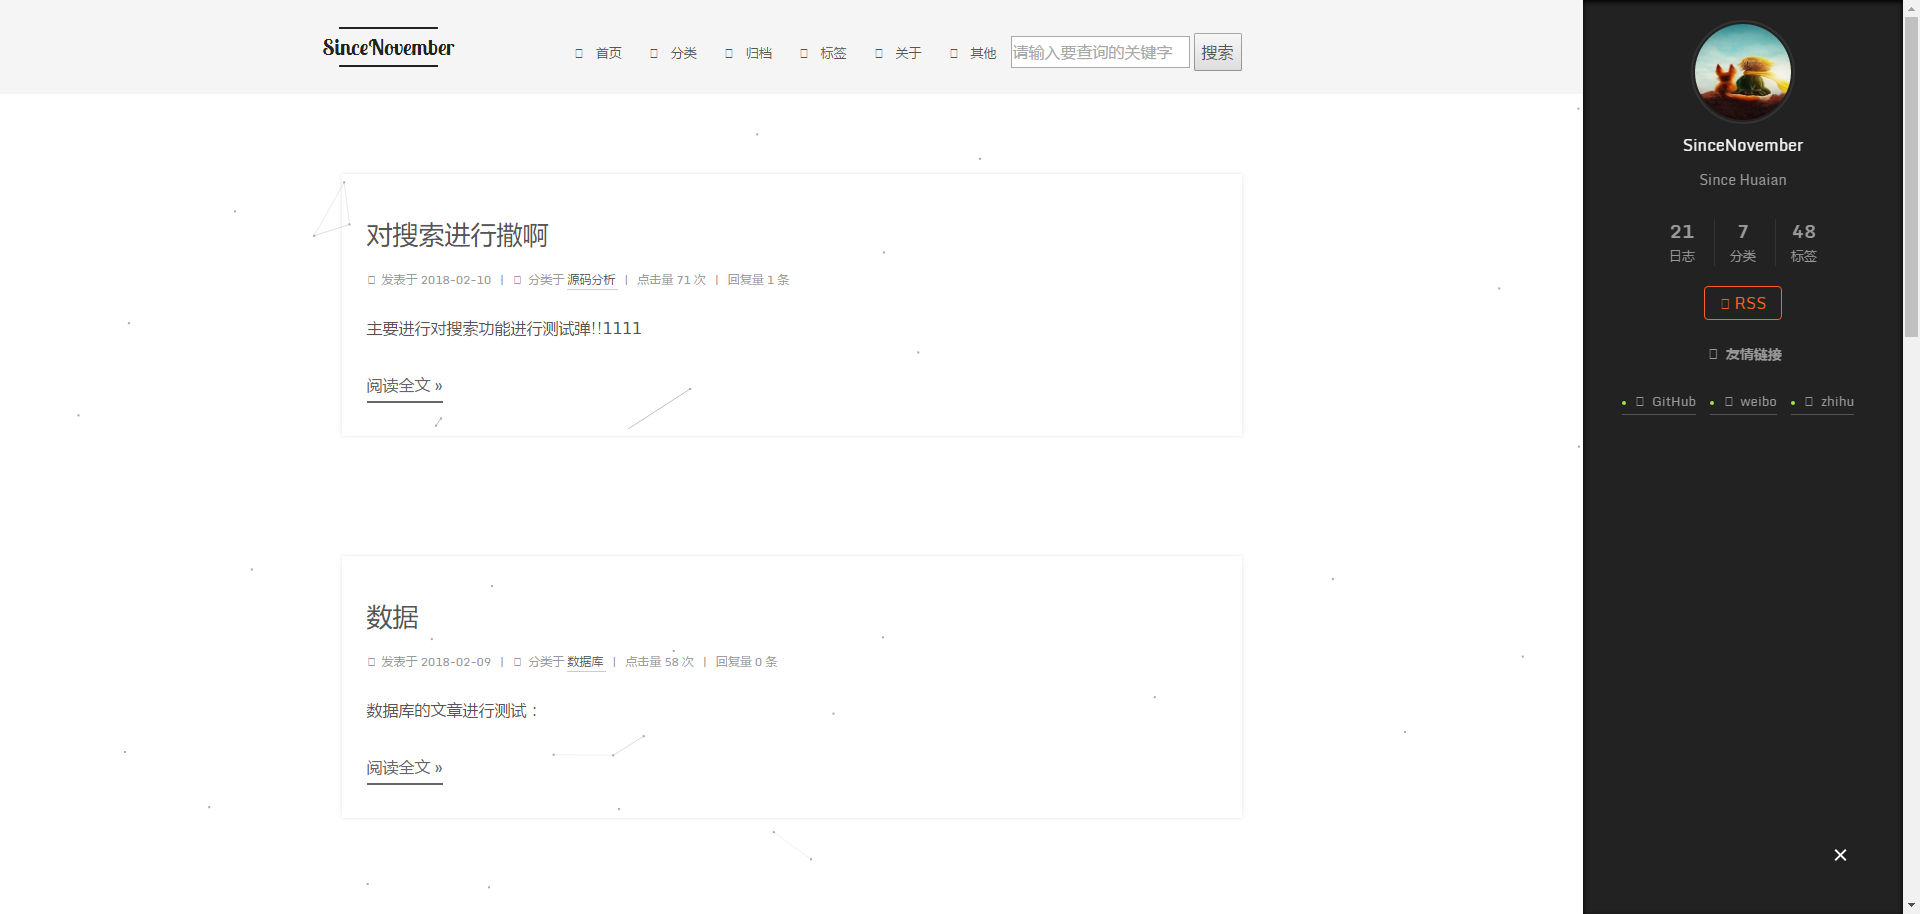 SinceNovember
首页 分类 归档 标签 关于 其他 请输入要查询的关键字 搜索
对搜索进行撒啊
发表于 2018-02-10 | 分类于 源码分析 | 点击量 71 次 | 回复量 1 条
主要进行对搜索功能进行测试弹!!1111
阅读全文 »
数据
发表于 2018-02-09 | 分类于 数据库 | 点击量 58 次 | 回复量 0 条
数据库的文章进行测试：
阅读全文 »
SinceNovember
Since Huaian
21 7 48
日志 分类 标签
RSS
友情链接
GitHub weibo zhihu